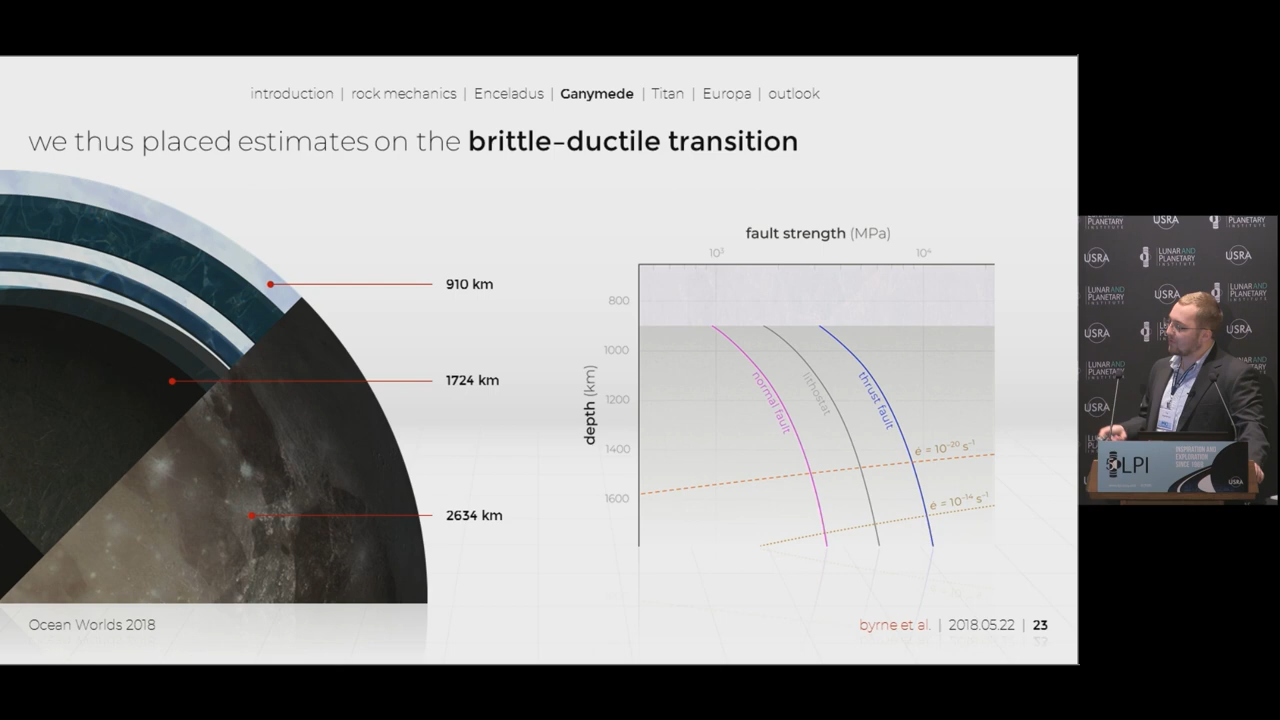 introduction | rock mechanics | Enceladus | Ganymede | Titan | Europa | outlook
we thus placed estimates on the brittle–ductile transition
910 km
1724 km
2634 km
fault strength (MPa)
10³
10⁴
depth (km)
800
1000
1200
1400
1600
normal fault
lithostat
thrust fault
ė = 10⁻²⁰ s⁻¹
ė = 10⁻¹⁴ s⁻¹
Ocean Worlds 2018
byrne et al. | 2018.05.22 | 23
USRA
LUNAR AND
PLANETARY
INSTITUTE
LPI
INSPIRATION AND
EXPLORATION
SINCE 1968
USRA